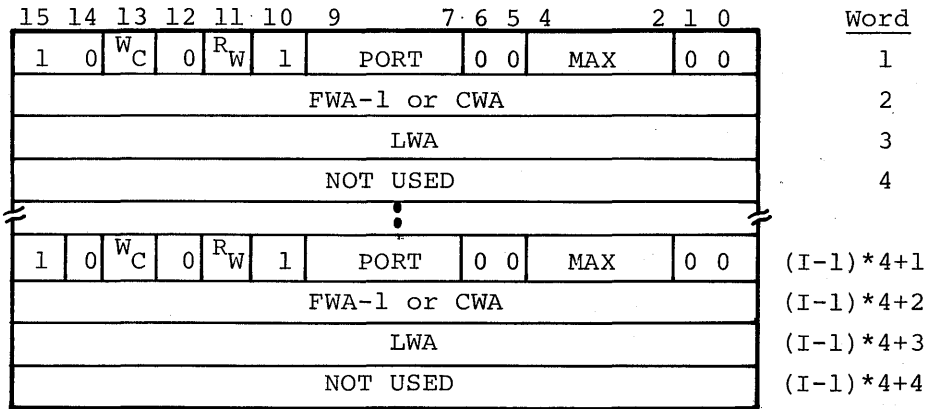 15 14 13 12 11 10 9 7 6 5 4 2 1 0 Word
1 0 WC 0 RW 1 PORT 0 0 MAX 0 0 1
FWA-1 or CWA 2
LWA 3
NOT USED 4
1 0 WC 0 RW 1 PORT 0 0 MAX 0 0 (I-1)*4+1
FWA-1 or CWA (I-1)*4+2
LWA (I-1)*4+3
NOT USED (I-1)*4+4